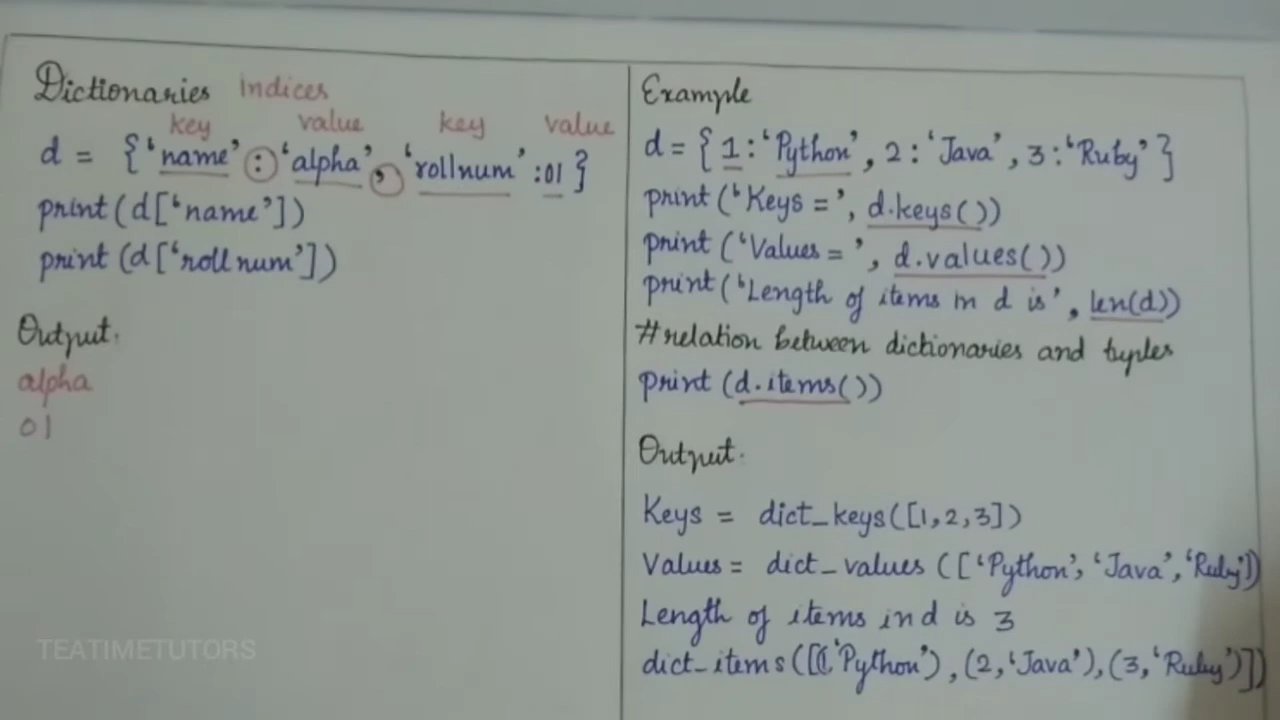 Dictionaries Indices
key value key value
d = {‘name’ : ‘alpha’, ‘rollnum’ :01 }
print(d[‘name’])
print (d[‘rollnum’])
Output:
alpha
01
TEATIMETUTORS
Example
d = { 1 : ‘Python’, 2 : ‘Java’, 3 : ‘Ruby’ }
print (‘Keys =’, d.keys())
print (‘Values = ’, d.values())
print (‘Length of items in d is’, len(d))
#relation between dictionaries and tuples
print (d.items())
Output:
Keys = dict_keys([1,2,3])
Values = dict_values ([‘Python’, ‘Java’, ‘Ruby’])
Length of items in d is 3
dict_items([(‘Python’), (2,‘Java’), (3,‘Ruby’)])